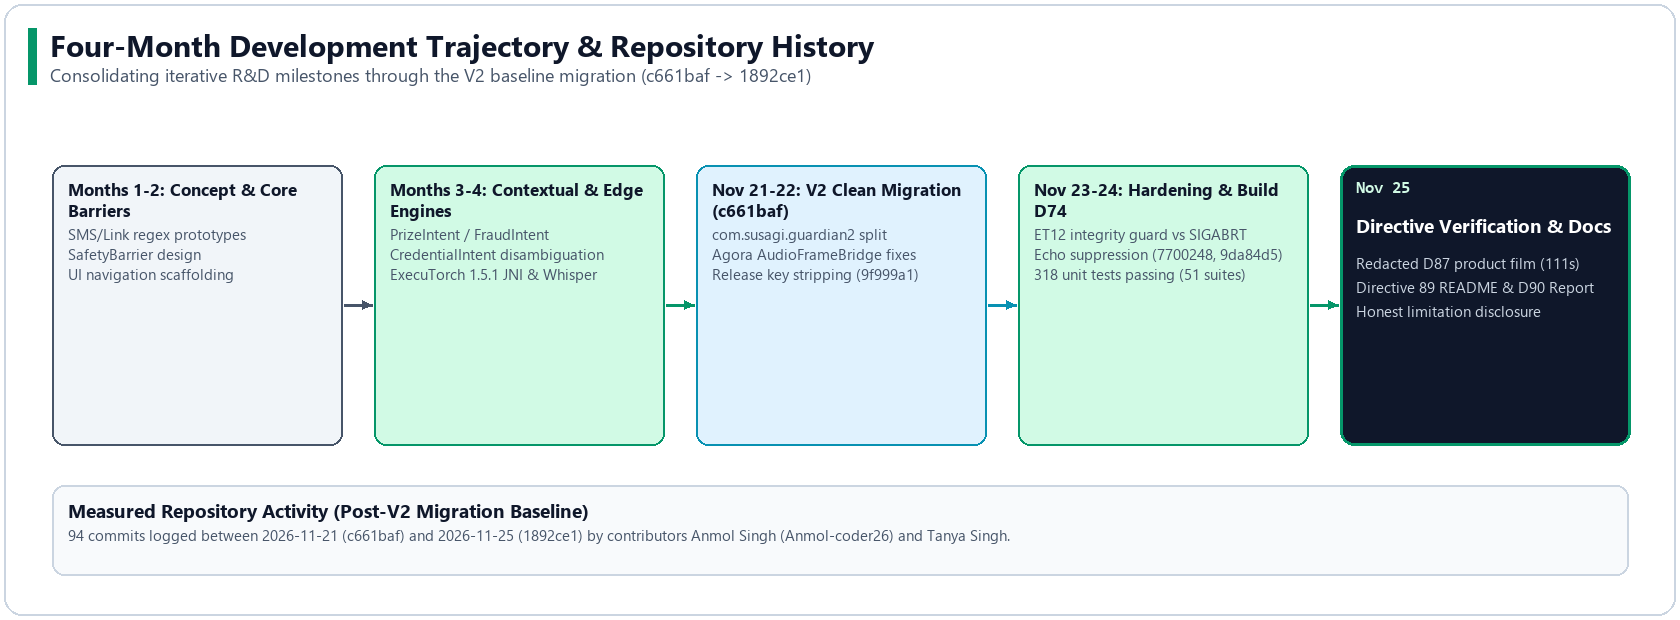 Four-Month Development Trajectory & Repository History
Consolidating iterative R&D milestones through the V2 baseline migration (c661baf -> 1892ce1)
Months 1-2: Concept & Core
Barriers
SMS/Link regex prototypes
SafetyBarrier design
UI navigation scaffolding
Months 3-4: Contextual & Edge
Engines
PrizeIntent / FraudIntent
CredentialIntent disambiguation
ExecuTorch 1.5.1 JNI & Whisper
Nov 21-22: V2 Clean Migration
(c661baf)
com.susagi.guardian2 split
Agora AudioFrameBridge fixes
Release key stripping (9f999a1)
Nov 23-24: Hardening & Build
D74
ET12 integrity guard vs SIGABRT
Echo suppression (7700248, 9da84d5)
318 unit tests passing (51 suites)
Nov 25
Directive Verification & Docs
Redacted D87 product film (111s)
Directive 89 README & D90 Report
Honest limitation disclosure
Measured Repository Activity (Post-V2 Migration Baseline)
94 commits logged between 2026-11-21 (c661baf) and 2026-11-25 (1892ce1) by contributors Anmol Singh (Anmol-coder26) and Tanya Singh.